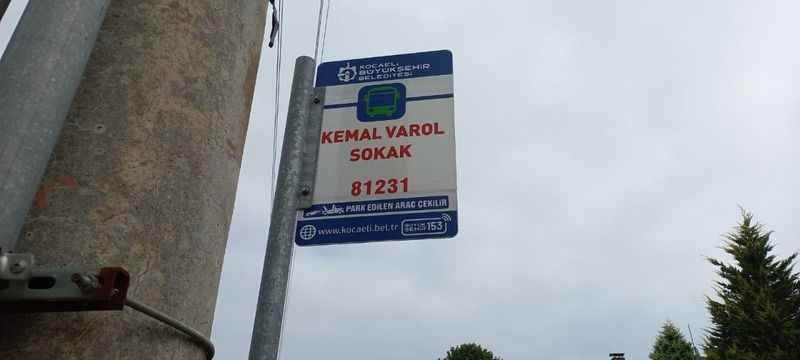 KOCAELİ
BÜYÜKŞEHİR
BELEDİYESİ
KEMAL VAROL
SOKAK
81231
PARK EDİLEN ARAÇ ÇEKİLİR
www.kocaeli.bel.tr
153